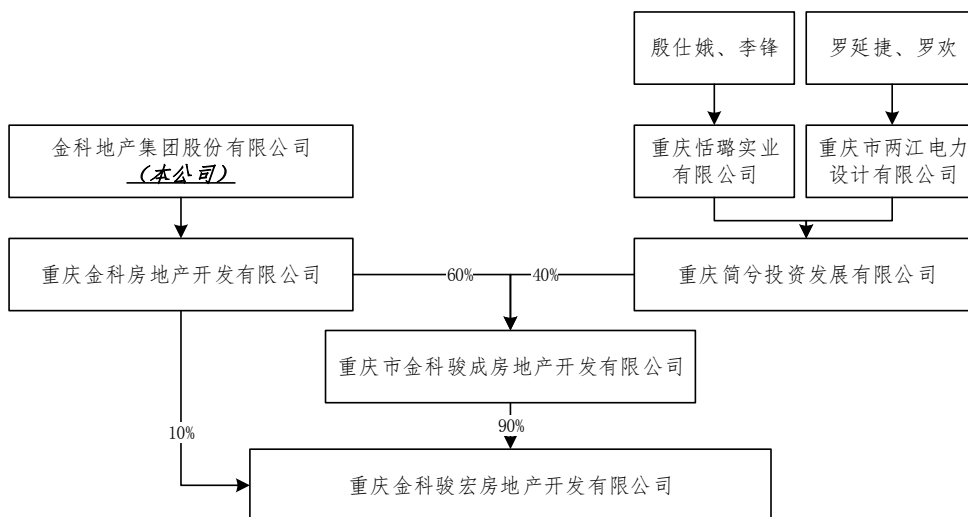 殷仕娥、李锋
罗延捷、罗欢
金科地产集团股份有限公司
(本公司)
重庆恬璐实业
有限公司
重庆市两江电力
设计有限公司
重庆金科房地产开发有限公司
60%
40%
重庆简兮投资发展有限公司
重庆市金科骏成房地产开发有限公司
10%
90%
重庆金科骏宏房地产开发有限公司